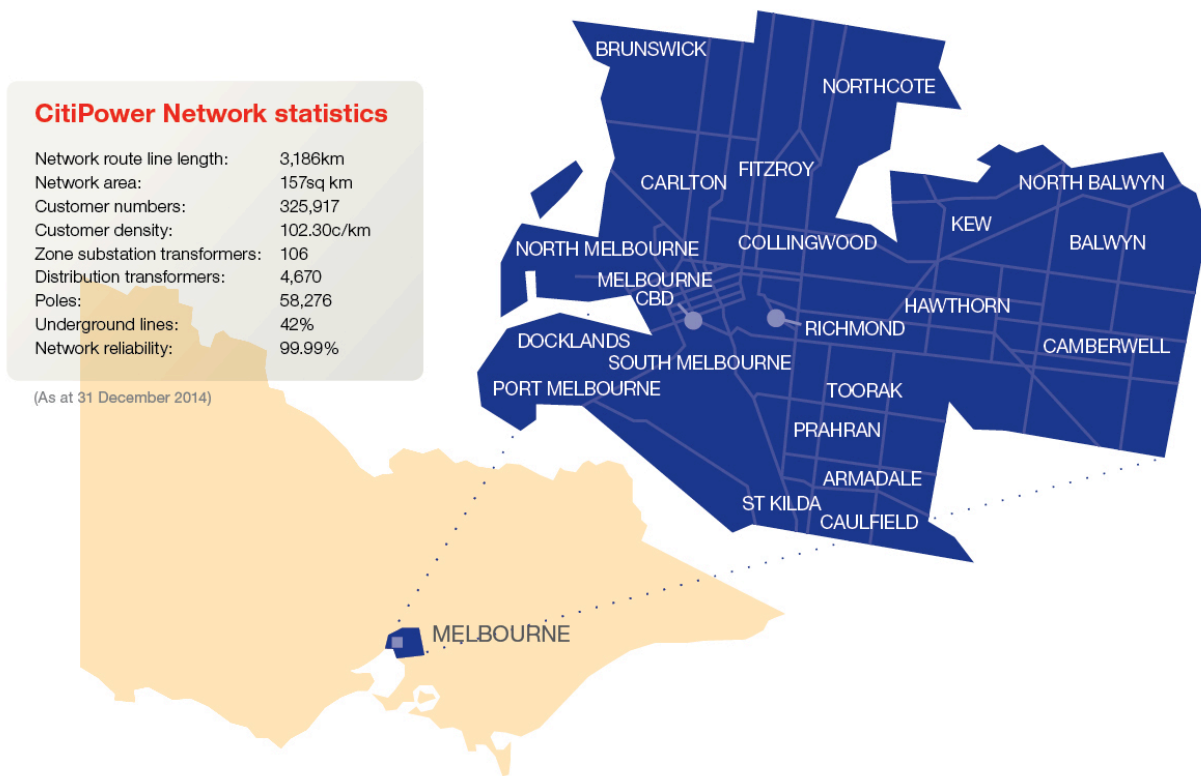 CitiPower Network statistics
Network route line length: 3,186km
Network area: 157sq km
Customer numbers: 325,917
Customer density: 102.30c/km
Zone substation transformers: 106
Distribution transformers: 4,670
Poles: 58,276
Underground lines: 42%
Network reliability: 99.99%
(As at 31 December 2014)
BRUNSWICK
NORTHCOTE
FITZROY
CARLTON
NORTH BALWYN
KEW
NORTH MELBOURNE
COLLINGWOOD
BALWYN
MELBOURNE
CBD
HAWTHORN
RICHMOND
DOCKLANDS
CAMBERWELL
SOUTH MELBOURNE
PORT MELBOURNE
TOORAK
PRAHRAN
ARMADALE
ST KILDA
CAULFIELD
MELBOURNE